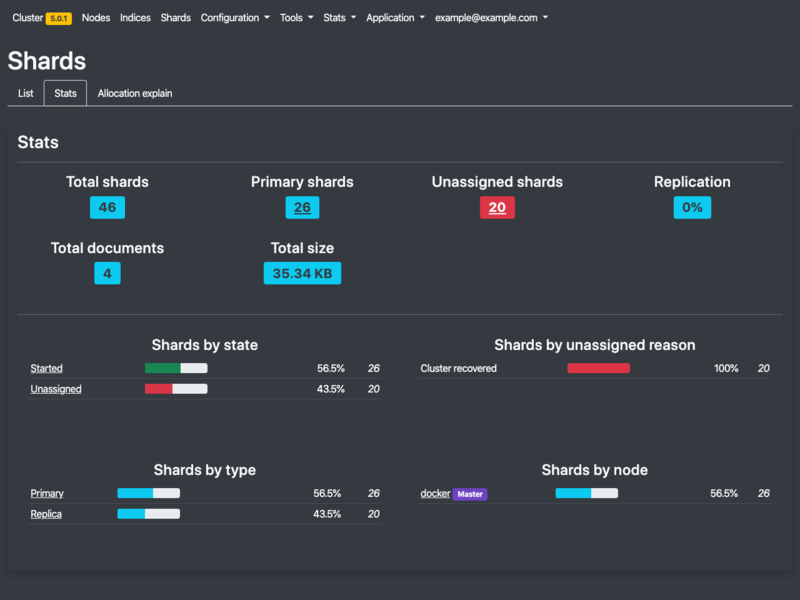 Cluster 5.0.1 Nodes Indices Shards Configuration Tools Stats Application example@example.com
Shards
List Stats Allocation explain
Stats
Total shards Primary shards Unassigned shards Replication
46 26 20 0%
Total documents Total size
4 35.34 KB
Shards by state
Started 56.5% 26
Unassigned 43.5% 20
Shards by unassigned reason
Cluster recovered 100% 20
Shards by type
Primary 56.5% 26
Replica 43.5% 20
Shards by node
docker Master 56.5% 26